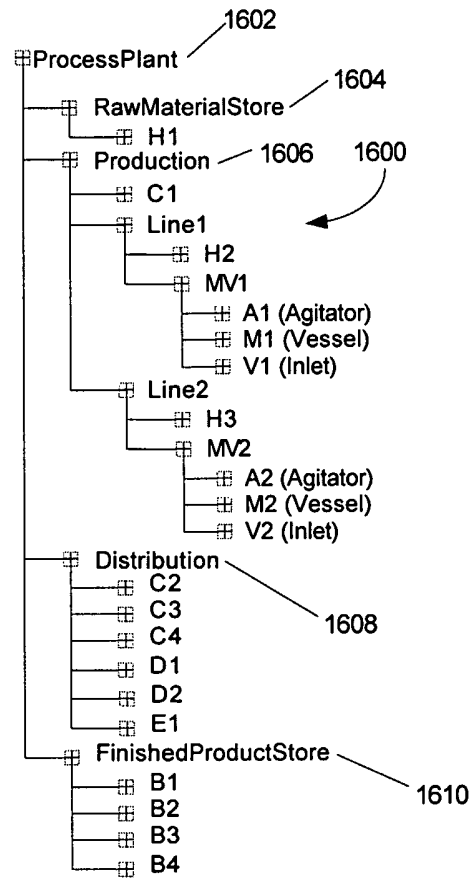 1602
ProcessPlant
1604
RawMaterialStore
H1
Production 1606 1600
C1
Line1
H2
MV1
A1 (Agitator)
M1 (Vessel)
V1 (Inlet)
Line2
H3
MV2
A2 (Agitator)
M2 (Vessel)
V2 (Inlet)
Distribution
C2
C3
1608
C4
D1
D2
E1
FinishedProductStore
B1
1610
B2
B3
B4